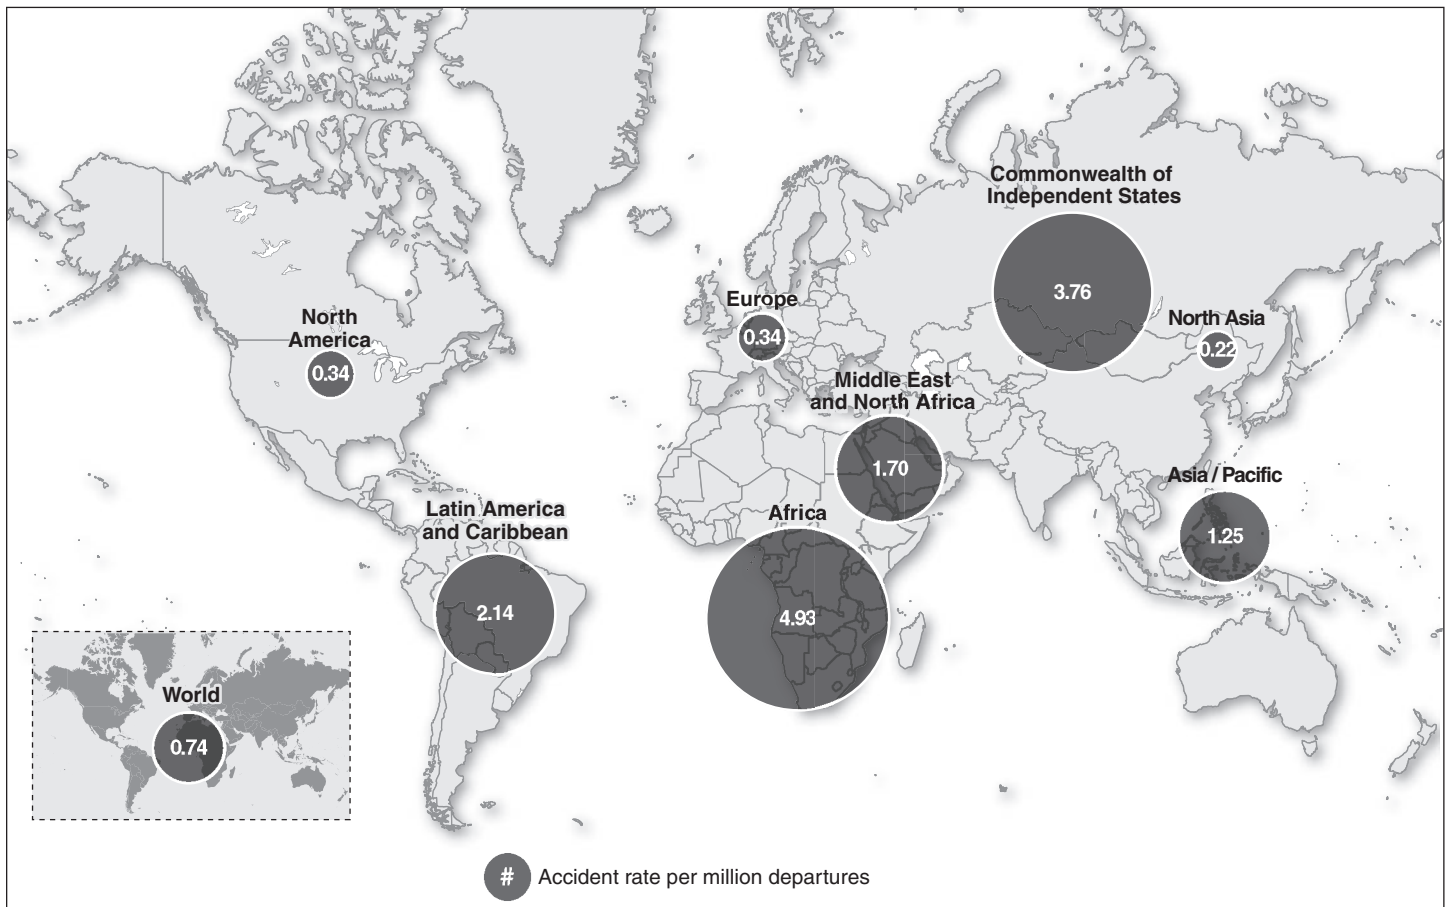 Commonwealth of
Independent States
3.76
Europe
0.34
North Asia
0.22
North
America
0.34
Middle East
and North Africa
1.70
Asia / Pacific
1.25
Latin America
and Caribbean
2.14
Africa
4.93
World
0.74
# Accident rate per million departures